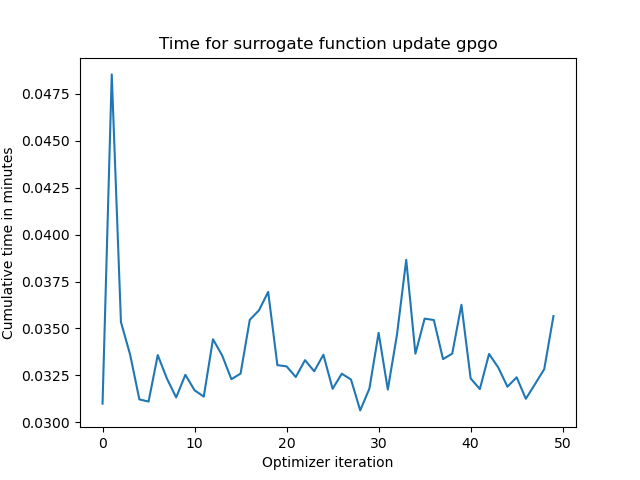 Time for surrogate function update gpgo
Cumulative time in minutes
0.0475
0.0450
0.0425
0.0400
0.0375
0.0350
0.0325
0.0300
0 10 20 30 40 50
Optimizer iteration